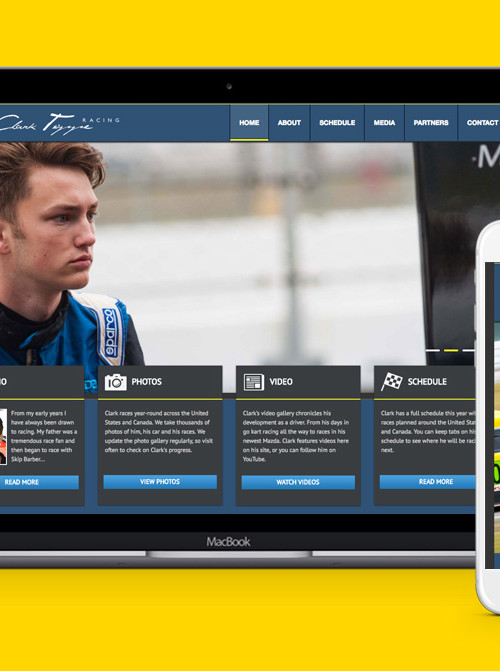 Clark Toppe RACING
HOME ABOUT SCHEDULE MEDIA PARTNERS CONTACT
M
sparco
O PHOTOS VIDEO SCHEDULE
From my early years I
have always been drawn
to racing. My father was a
tremendous race fan and
then began to race with
Skip Barber...
READ MORE
Clark races year-round across the United
States and Canada. We take thousands of
photos of him, his car and his races. We
update the photo gallery regularly, so visit
often to check on Clark's progress.
VIEW PHOTOS
Clark's video gallery chronicles his
development as a driver. From his days in
go kart racing all the way to races in his
newest Mazda. Clark features videos here
on his site, or you can follow him on
YouTube.
WATCH VIDEOS
Clark has a full schedule this year wi
races planned around the United Stat
and Canada. You can keep tabs on hi
schedule to see where he will be raci
next.
READ MORE
MacBook